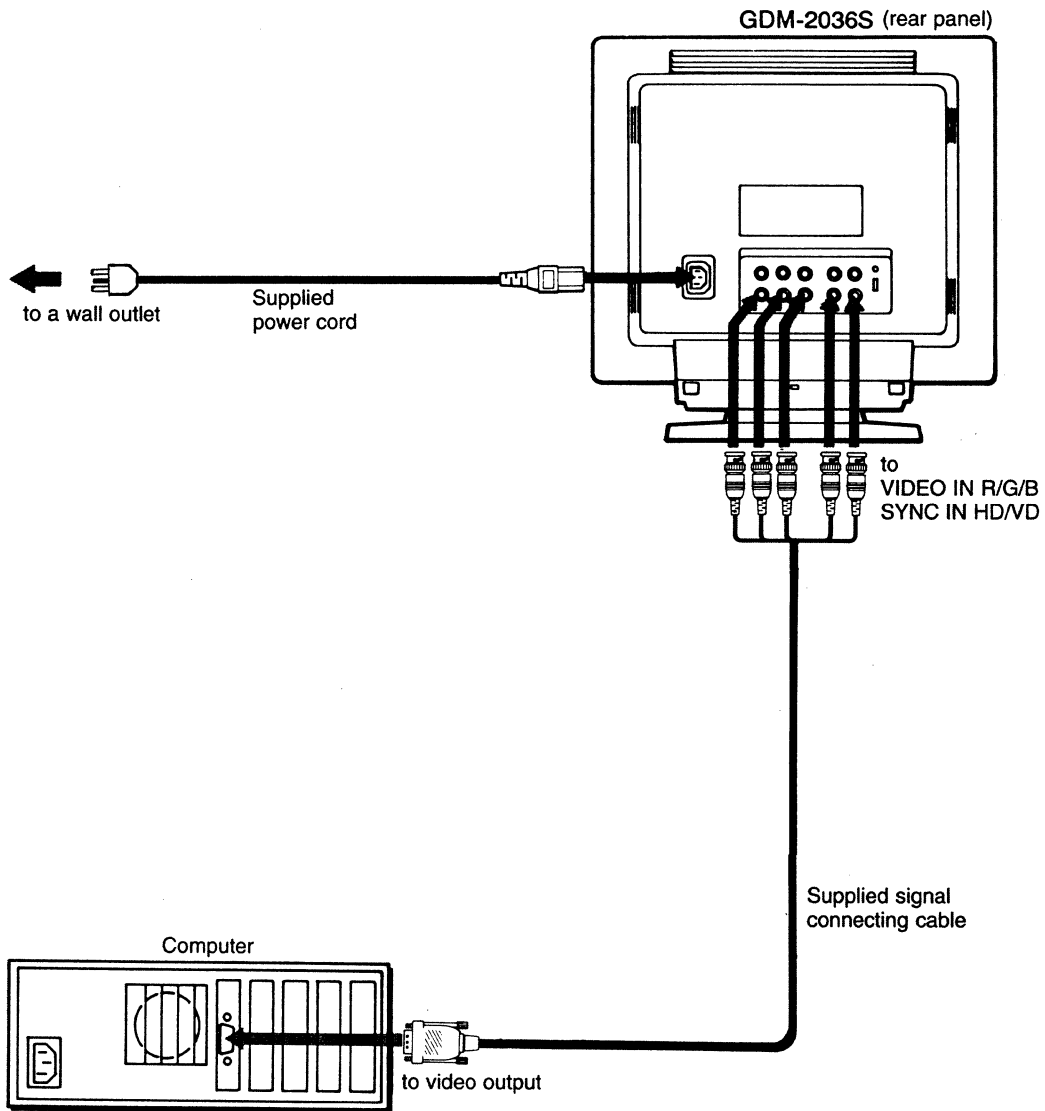 GDM-2036S (rear panel)
to a wall outlet
Supplied
power cord
to
VIDEO IN R/G/B
SYNC IN HD/VD
Supplied signal
connecting cable
Computer
to video output